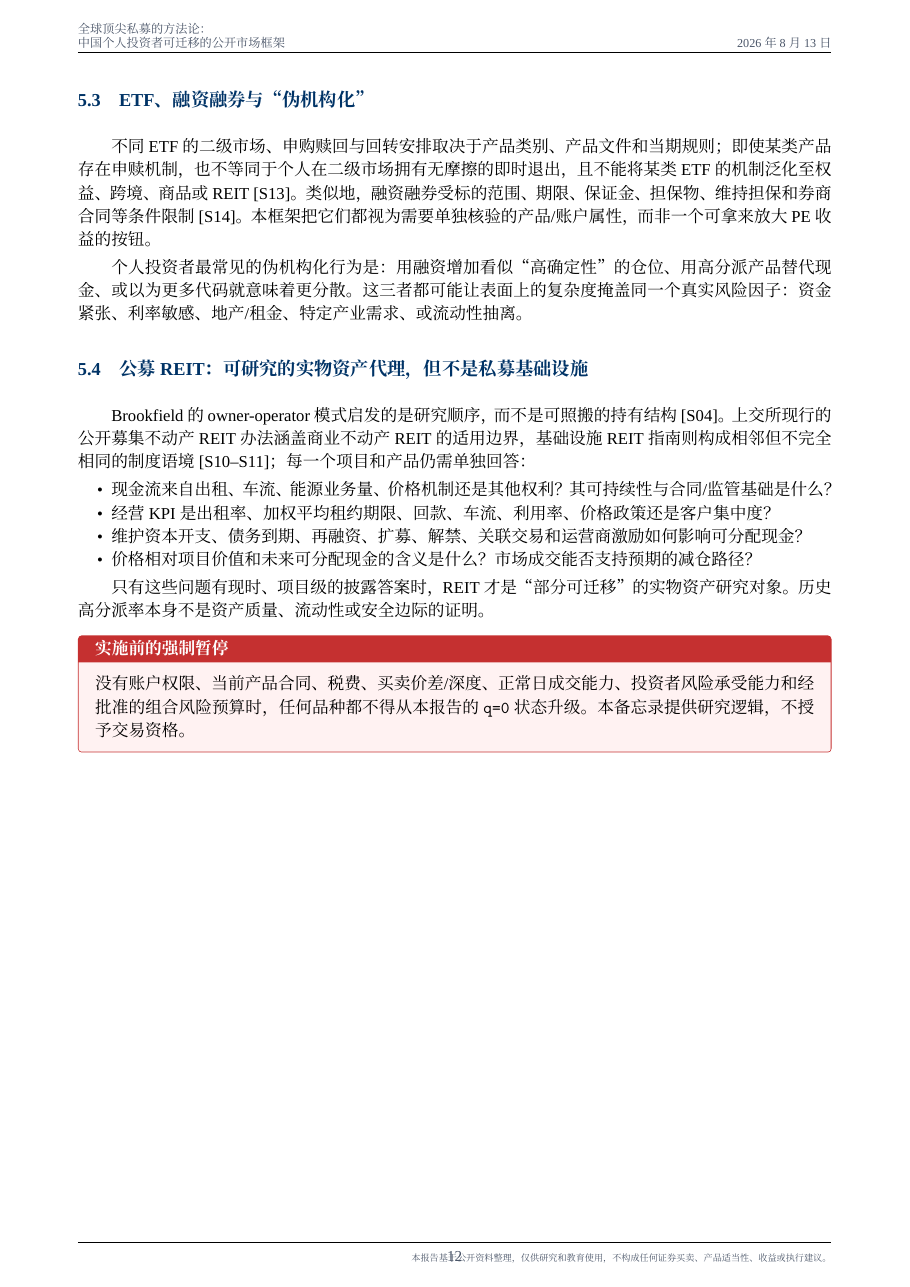 全球顶尖私募的方法论：
中国个人投资者可迁移的公开市场框架
2026 年 8 月 13 日
5.3 ETF、融资融券与“伪机构化”
不同 ETF 的二级市场、申购赎回与回转安排取决于产品类别、产品文件和当期规则；即使某类产品
存在申赎机制，也不等同于个人在二级市场拥有无摩擦的即时退出，且不能将某类 ETF 的机制泛化至权
益、跨境、商品或 REIT [S13]。类似地，融资融券受标的范围、期限、保证金、担保物、维持担保和券商
合同等条件限制 [S14]。本框架把它们都视为需要单独核验的产品/账户属性，而非一个可拿来放大 PE 收
益的按钮。
个人投资者最常见的伪机构化行为是：用融资增加看似“高确定性”的仓位、用高分派产品替代现
金、或以为更多代码就意味着更分散。这三者都可能让表面上的复杂度掩盖同一个真实风险因子：资金
紧张、利率敏感、地产/租金、特定产业需求、或流动性抽离。
5.4 公募 REIT：可研究的实物资产代理，但不是私募基础设施
Brookfield 的 owner-operator 模式启发的是研究顺序，而不是可照搬的持有结构 [S04]。上交所现行的
公开募集不动产 REIT 办法涵盖商业不动产 REIT 的适用边界，基础设施 REIT 指南则构成相邻但不完全
相同的制度语境 [S10–S11]；每一个项目和产品仍需单独回答：
• 现金流来自出租、车流、能源业务量、价格机制还是其他权利？其可持续性与合同/监管基础是什么？
• 经营 KPI 是出租率、加权平均租约期限、回款、车流、利用率、价格政策还是客户集中度？
• 维护资本开支、债务到期、再融资、扩募、解禁、关联交易和运营商激励如何影响可分配现金？
• 价格相对项目价值和未来可分配现金的含义是什么？市场成交能否支持预期的减仓路径？
只有这些问题有现时、项目级的披露答案时，REIT 才是“部分可迁移”的实物资产研究对象。历史
高分派率本身不是资产质量、流动性或安全边际的证明。
实施前的强制暂停
没有账户权限、当前产品合同、税费、买卖价差/深度、正常日成交能力、投资者风险承受能力和经
批准的组合风险预算时，任何品种都不得从本报告的 q=0 状态升级。本备忘录提供研究逻辑，不授
予交易资格。
本报告基于公开资料整理，仅供研究和教育使用，不构成任何证券买卖、产品适当性、收益或执行建议。
12